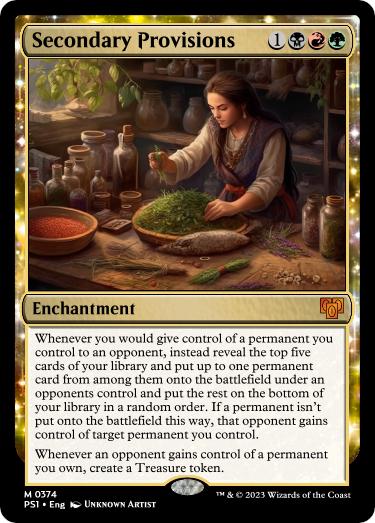 Secondary Provisions 1
Enchantment
Whenever you would give control of a permanent you
control to an opponent, instead reveal the top five
cards of your library and put up to one permanent
card from among them onto the battlefield under an
opponents control and put the rest on the bottom of
your library in a random order. If a permanent isn't
put onto the battlefield this way, that opponent gains
control of target permanent you control.
Whenever an opponent gains control of a permanent
you own, create a Treasure token.
M 0374
PS1 • Eng Unknown Artist
™ & © 2023 Wizards of the Coast